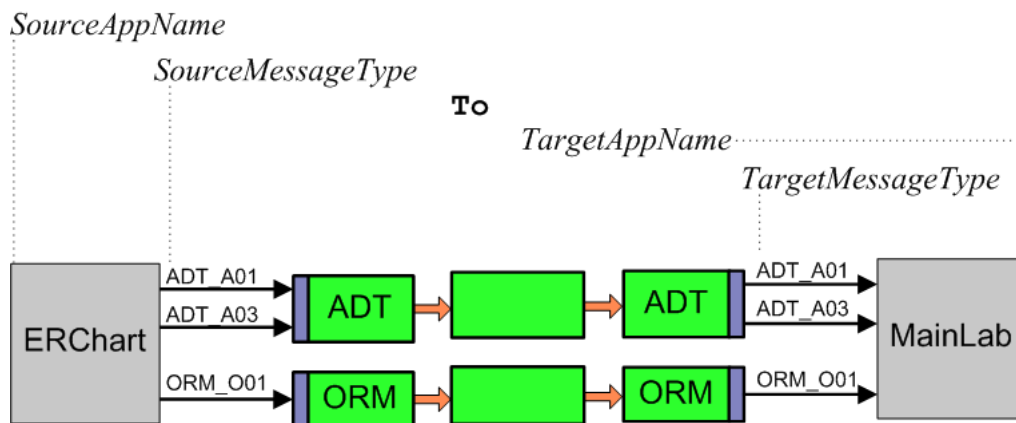 SourceAppName
SourceMessageType
To
TargetAppName
TargetMessageType
ERChart
ADT_A01
ADT_A03
ORM_O01
ADT
ORM
ADT
ORM
ADT_A01
ADT_A03
ORM_O01
MainLab